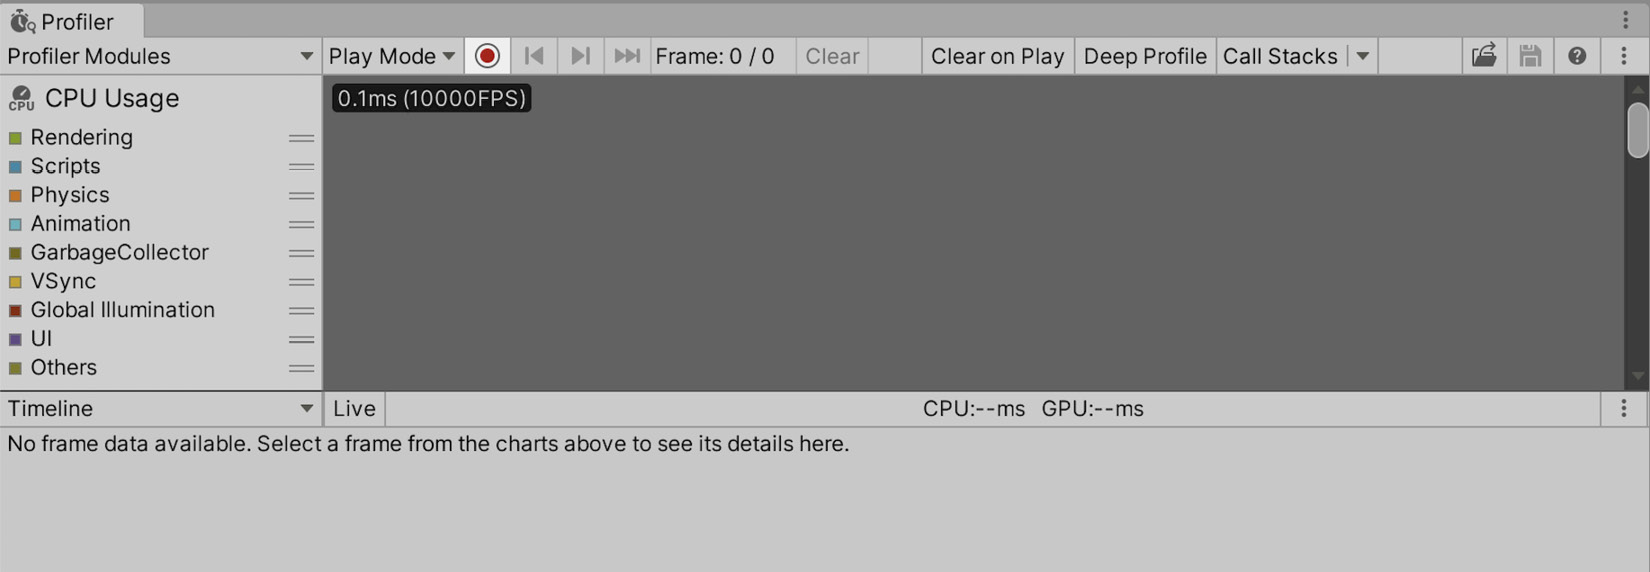 Profiler
Profiler Modules Play Mode Frame: 0 / 0 Clear Clear on Play Deep Profile Call Stacks
CPU CPU Usage
0.1ms (10000FPS)
Rendering
Scripts
Physics
Animation
GarbageCollector
VSync
Global Illumination
UI
Others
Timeline Live CPU:--ms GPU:--ms
No frame data available. Select a frame from the charts above to see its details here.